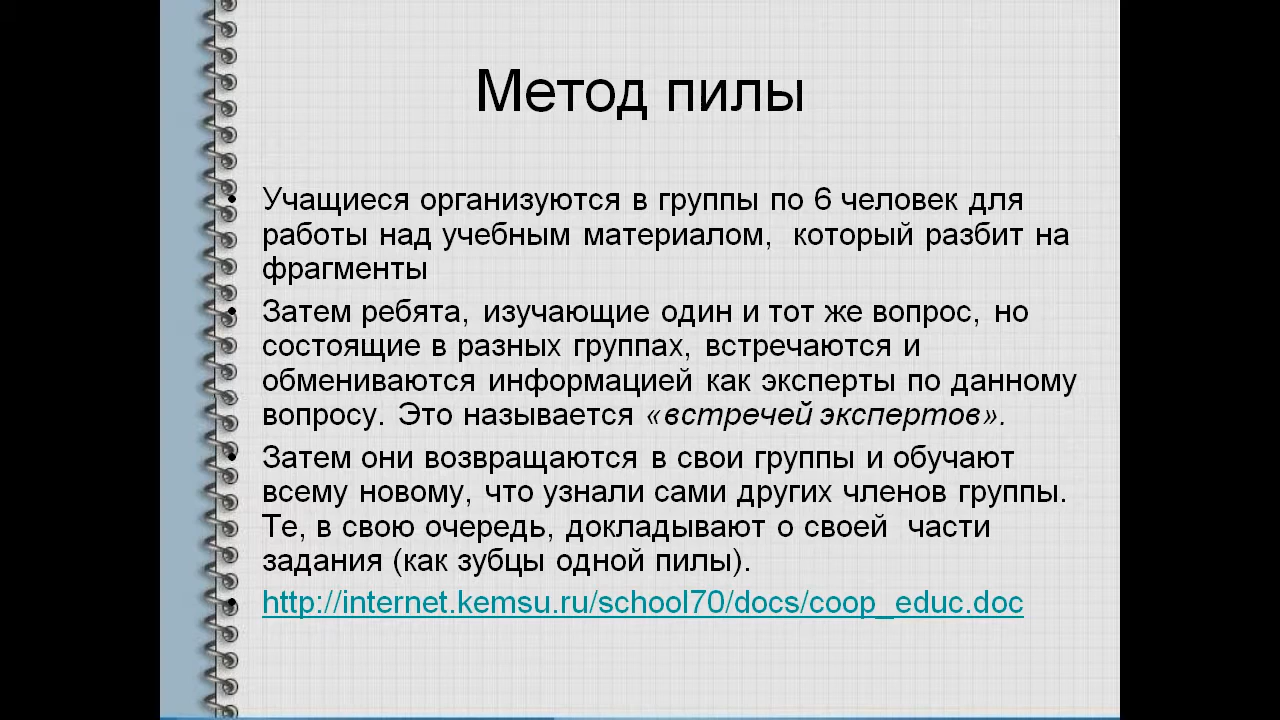 Метод пилы
Учащиеся организуются в группы по 6 человек для
работы над учебным материалом, который разбит на
фрагменты
Затем ребята, изучающие один и тот же вопрос, но
состоящие в разных группах, встречаются и
обмениваются информацией как эксперты по данному
вопросу. Это называется «встречей экспертов».
Затем они возвращаются в свои группы и обучают
всему новому, что узнали сами других членов группы.
Те, в свою очередь, докладывают о своей части
задания (как зубцы одной пилы).
http://internet.kemsu.ru/school70/docs/coop_educ.doc